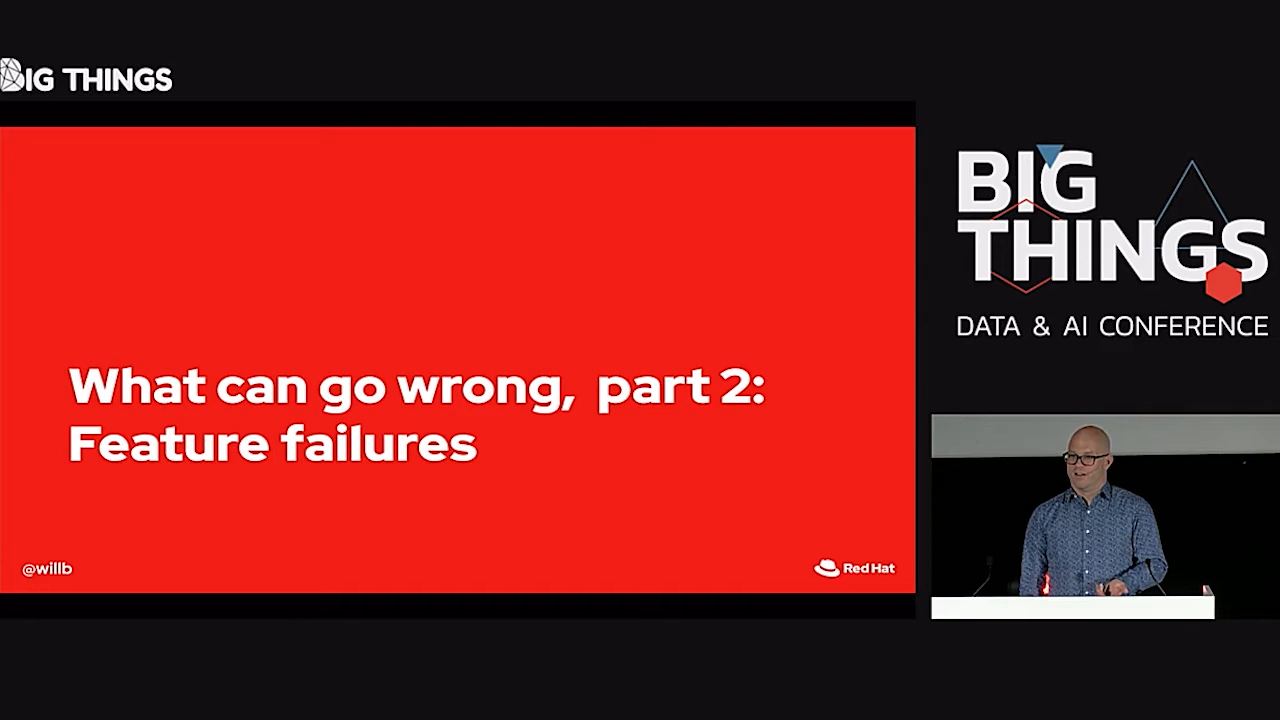 BIG THINGS
What can go wrong, part 2:
Feature failures
@willb
Red Hat
BIG
THINGS
DATA & AI CONFERENCE